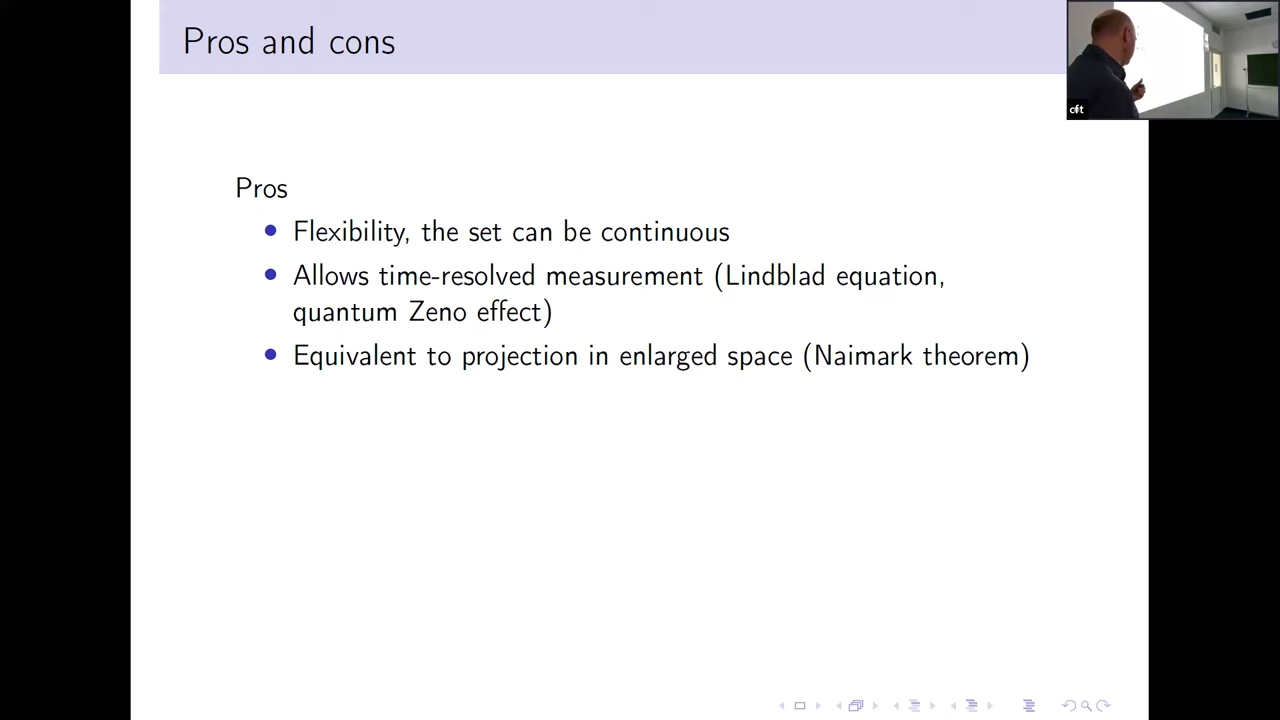 Pros and cons
cft
Pros
• Flexibility, the set can be continuous
• Allows time-resolved measurement (Lindblad equation,
quantum Zeno effect)
• Equivalent to projection in enlarged space (Naimark theorem)